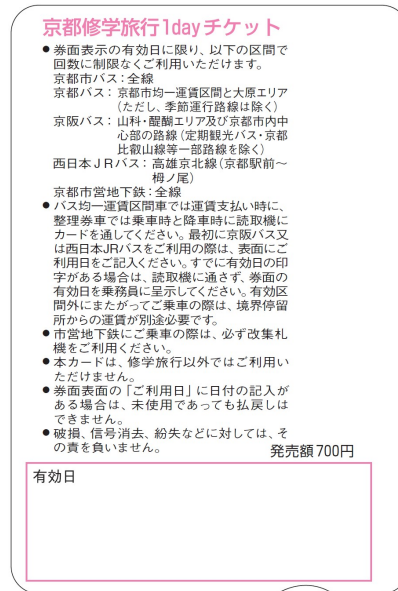 京都修学旅行1dayチケット
●券面表示の有効日に限り、以下の区間で
回数に制限なくご利用いただけます。
京都市バス：全線
京都バス：京都市均一運賃区間と大原エリア
（ただし、季節運行路線は除く）
京阪バス：山科・醍醐エリア及び京都市内中
心部の路線（定期観光バス・京都
比叡山線等一部路線を除く）
西日本ＪＲバス：高雄京北線（京都駅前～
栂ノ尾）
京都市営地下鉄：全線
●バス均一運賃区間車では運賃支払い時に、
整理券車では乗車時と降車時に読取機に
カードを通してください。最初に京阪バス又
は西日本JRバスをご利用の際は、表面にご
利用日をご記入ください。すでに有効日の印
字がある場合は、読取機に通さず、券面の
有効日を乗務員に呈示してください。有効区
間外にまたがってご乗車の際は、境界停留
所からの運賃が別途必要です。
●市営地下鉄にご乗車の際は、必ず改集札
機をご利用ください。
●本カードは、修学旅行以外ではご利用い
ただけません。
●券面表面の「ご利用日」に日付の記入が
ある場合は、未使用であっても払戻しは
できません。
●破損、信号消去、紛失などに対しては、そ
の責を負いません。
発売額700円
有効日